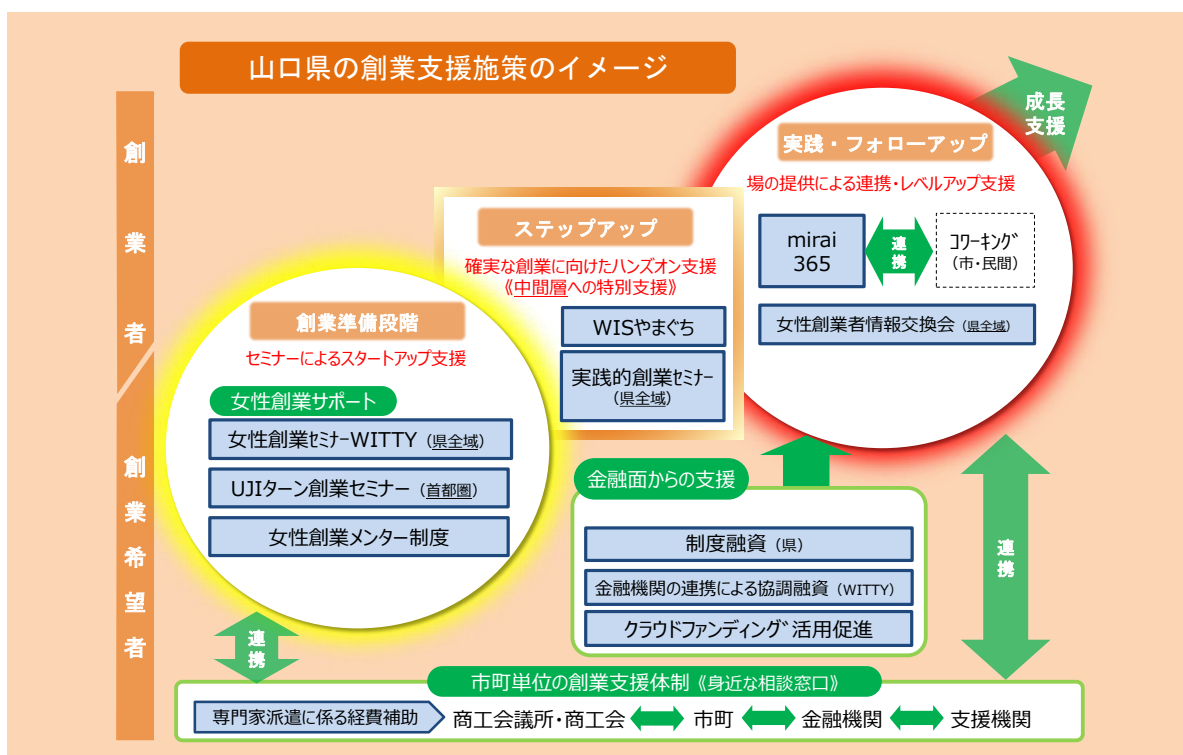 山口県の創業支援施策のイメージ
創業者
創業希望者
成長
支援
実践・フォローアップ
場の提供による連携・レベルアップ支援
mirai
365
連携
コワーキング
(市・民間)
女性創業者情報交換会(県全域)
ステップアップ
確実な創業に向けたハンズオン支援
《中間層への特別支援》
WISやまぐち
実践的創業セミナー
(県全域)
創業準備段階
セミナーによるスタートアップ支援
女性創業サポート
女性創業セミナーWITTY(県全域)
UJIターン創業セミナー(首都圏)
女性創業メンター制度
金融面からの支援
制度融資(県)
金融機関の連携による協調融資(WITTY)
クラウドファンディング活用促進
連携
連携
市町単位の創業支援体制《身近な相談窓口》
専門家派遣に係る経費補助 商工会議所・商工会 市町 金融機関 支援機関